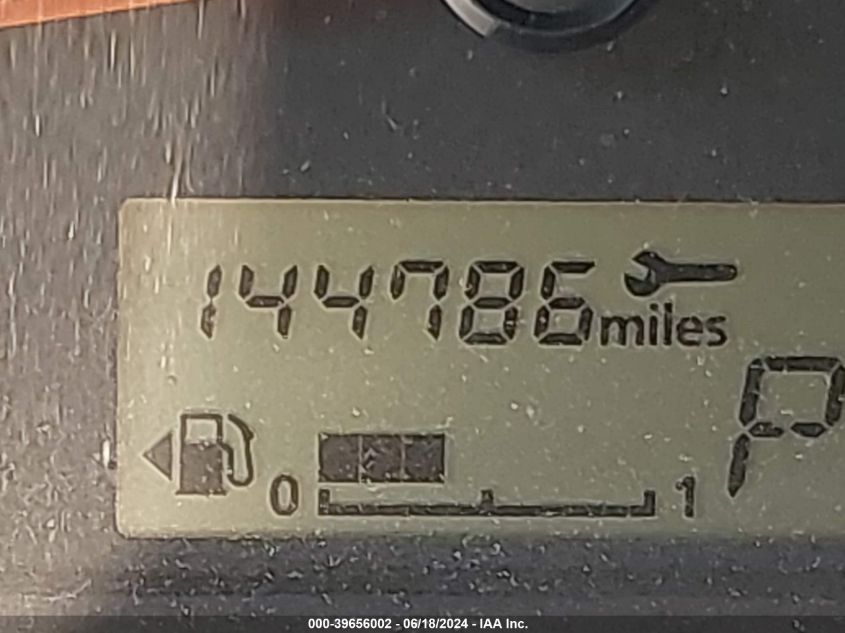 144786 miles
P
0 1
000-39656002 - 06/18/2024 - IAA Inc.